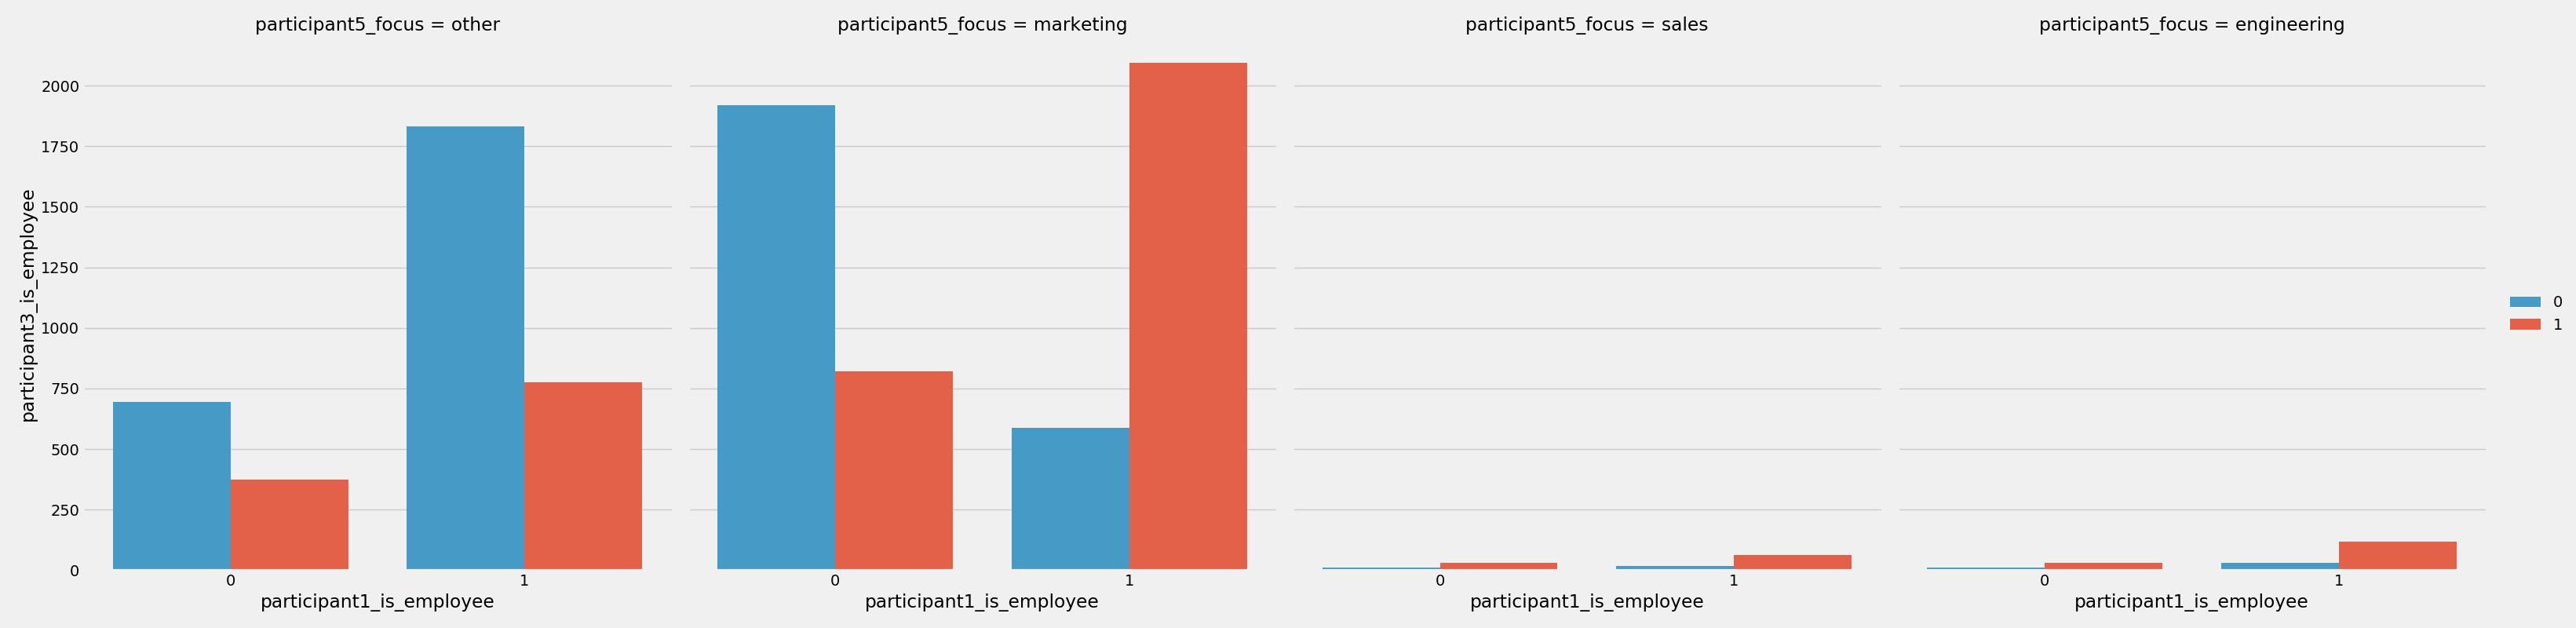 participant5_focus = other
participant5_focus = marketing
participant5_focus = sales
participant5_focus = engineering
participant3_is_employee
2000
1750
1500
1250
1000
750
500
250
0
0 1
0 1
0 1
0 1
participant1_is_employee
participant1_is_employee
participant1_is_employee
participant1_is_employee
0
1